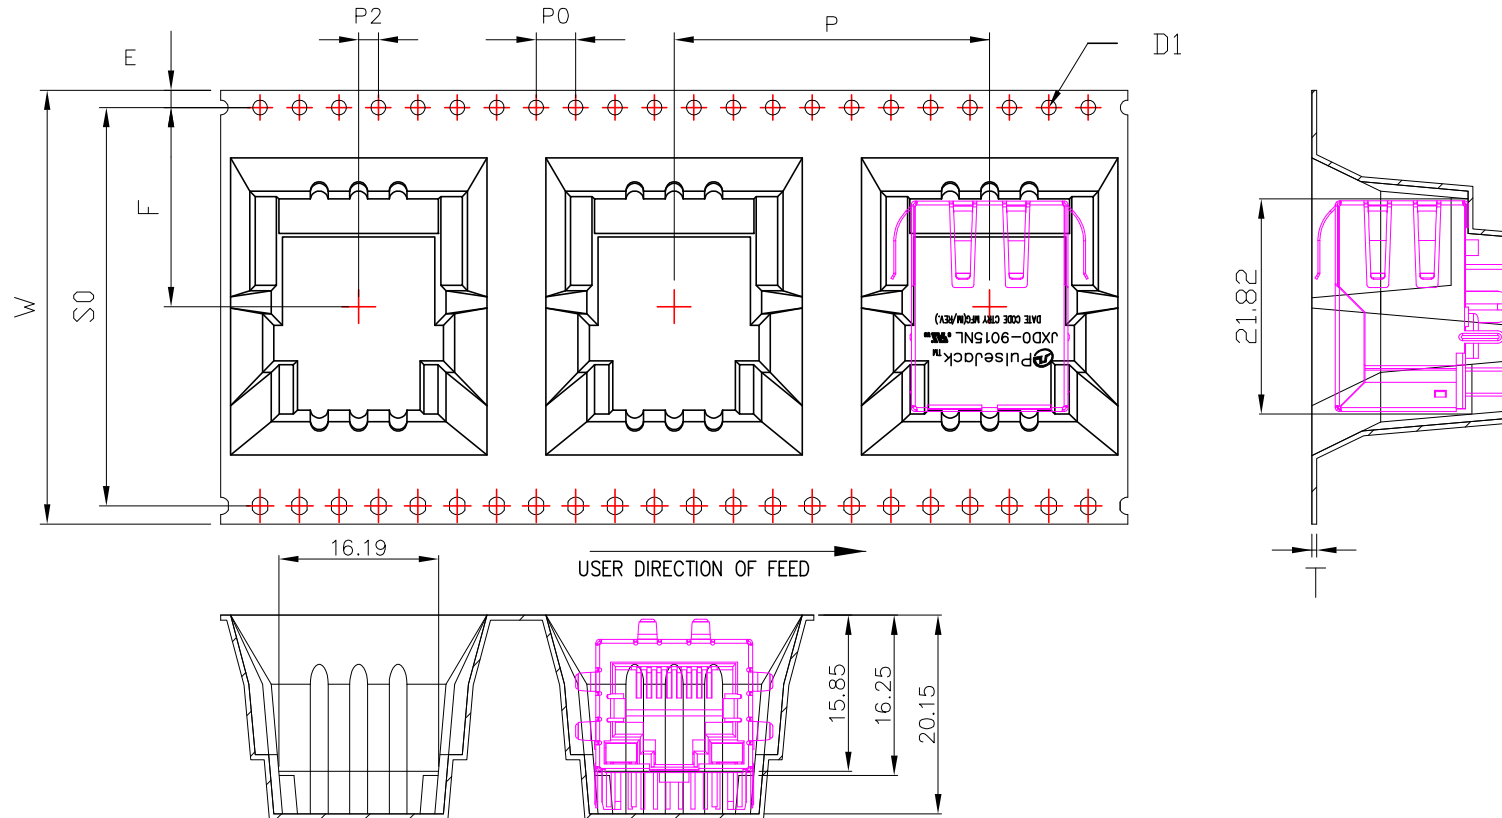 P2
P0
P
D1
E
F
W
S0
DATE CODE CTRY MFG(M/REV.)
JXD0-9015NL
PulseJack™
21.82
T
16.19
USER DIRECTION OF FEED
15.85
16.25
20.15